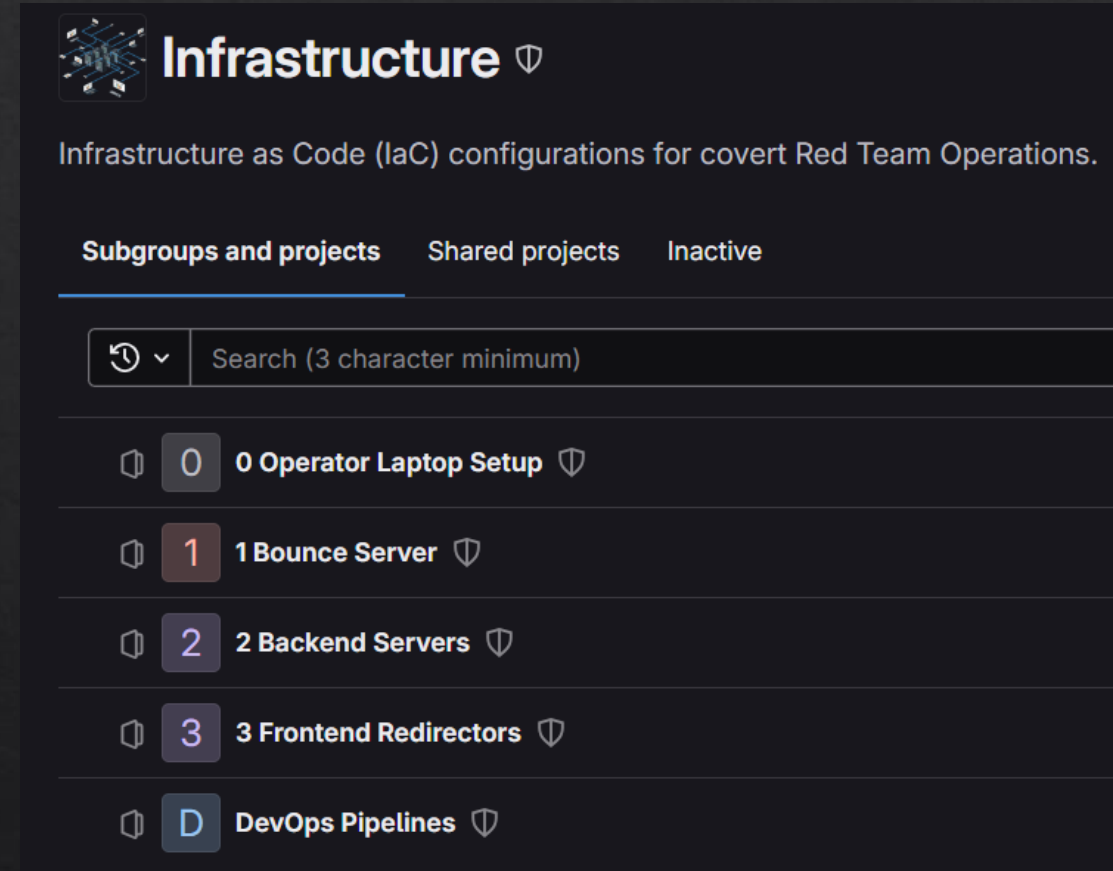 Infrastructure
Infrastructure as Code (IaC) configurations for covert Red Team Operations.
Subgroups and projects Shared projects Inactive
Search (3 character minimum)
0 0 Operator Laptop Setup
1 1 Bounce Server
2 2 Backend Servers
3 3 Frontend Redirectors
D DevOps Pipelines